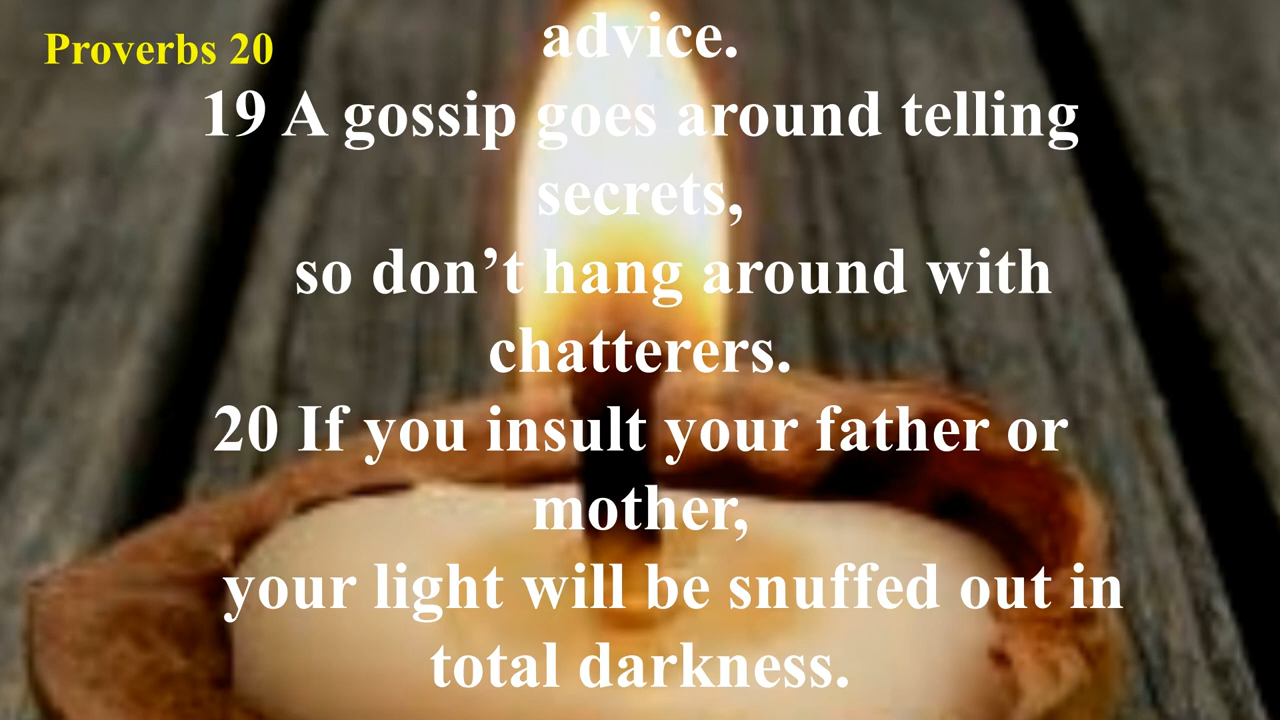 Proverbs 20
advice.
19 A gossip goes around telling
secrets,
so don’t hang around with
chatterers.
20 If you insult your father or
mother,
your light will be snuffed out in
total darkness.